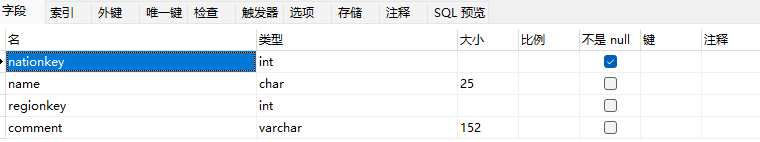 字段 索引 外键 唯一键 检查 触发器 选项 存储 注释 SQL 预览
名 类型 大小 比例 不是 null 键 注释
nationkey int
name char 25
regionkey int
comment varchar 152